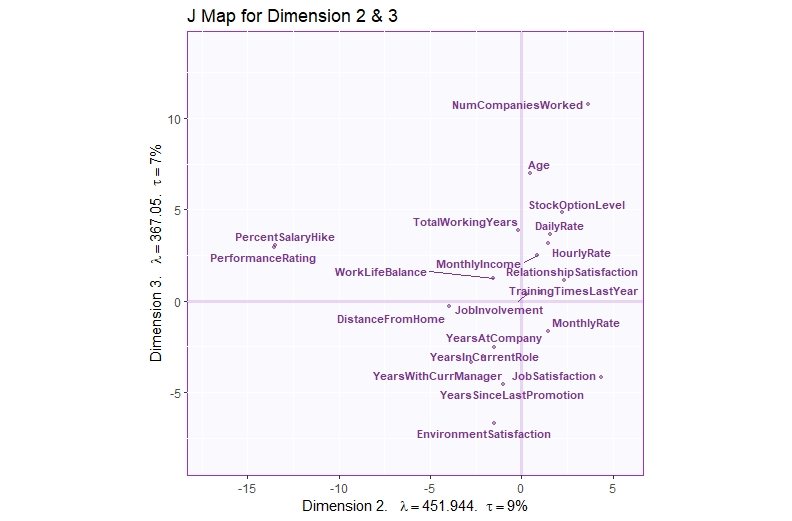 J Map for Dimension 2 & 3
NumCompaniesWorked
10
Age
StockOptionLevel
5
TotalWorkingYears
DailyRate
PercentSalaryHike
HourlyRate
PerformanceRating
MonthlyIncome
WorkLifeBalance
RelationshipSatisfaction
TrainingTimesLastYear
0
JobInvolvement
DistanceFromHome
MonthlyRate
YearsAtCompany
YearsInCurrentRole
YearsWithCurrManager
JobSatisfaction
-5
YearsSinceLastPromotion
EnvironmentSatisfaction
Dimension 3. λ = 367.05. τ = 7%
-15 -10 -5 0 5
Dimension 2. λ = 451.944. τ = 9%